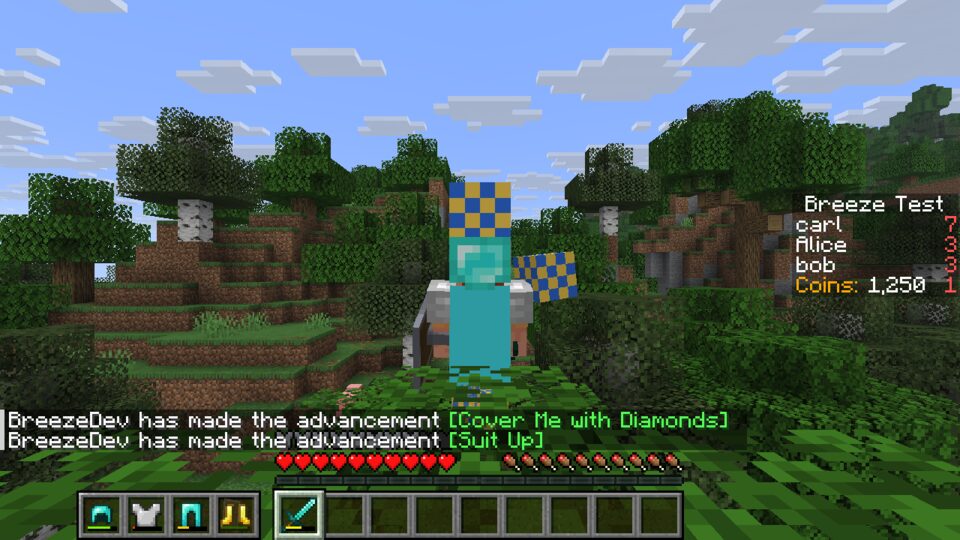 Breeze Test
carl 7
Alice 3
bob 3
Coins: 1,250 1
BreezeDev has made the advancement [Cover Me with Diamonds]
BreezeDev has made the advancement [Suit Up]